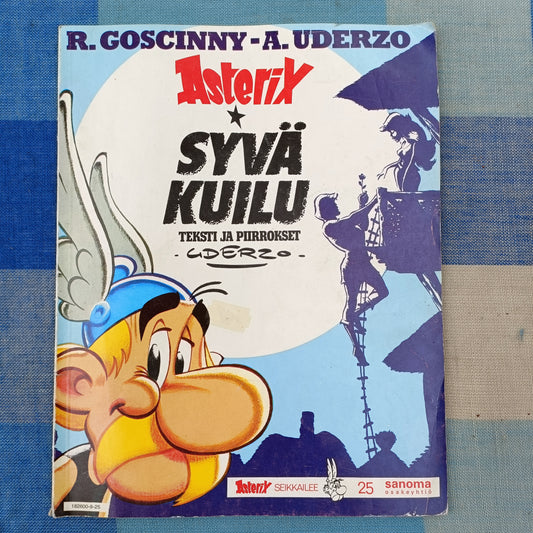 R. GOSCINNY-A. UDERZO
Asterix
SYVÄ
KUILU
TEKSTI JA PIIRROKSET
·UDERZO·
Asterix SEIKKAILEE 25 sanoma
osakeyhtiö
182600-9-25